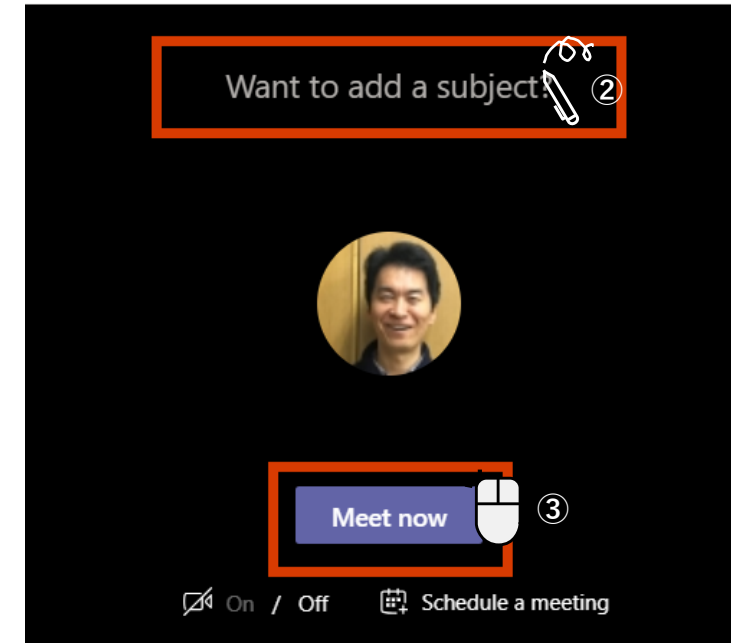 Want to add a subject? ②
Meet now ③
On / Off Schedule a meeting